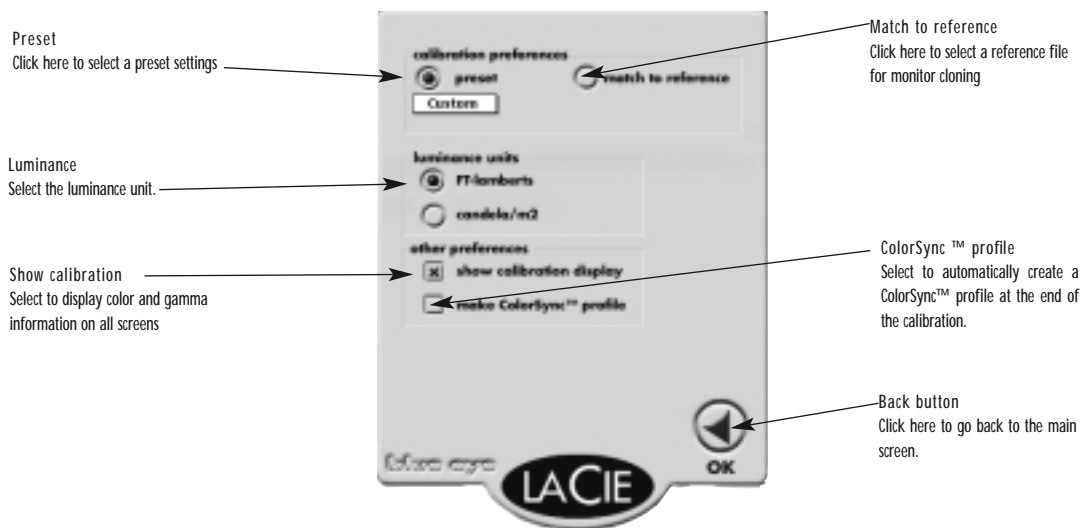 Preset
Click here to select a preset settings
Luminance
Select the luminance unit.
Show calibration
Select to display color and gamma
information on all screens
calibration preferences
preset
match to reference
Custom
luminance units
FT-lamberts
candela/m2
other preferences
show calibration display
make ColorSync™ profile
OK
blue eye
LACIE
Match to reference
Click here to select a reference file
for monitor cloning
ColorSync ™ profile
Select to automatically create a
ColorSync™ profile at the end of
the calibration.
Back button
Click here to go back to the main
screen.